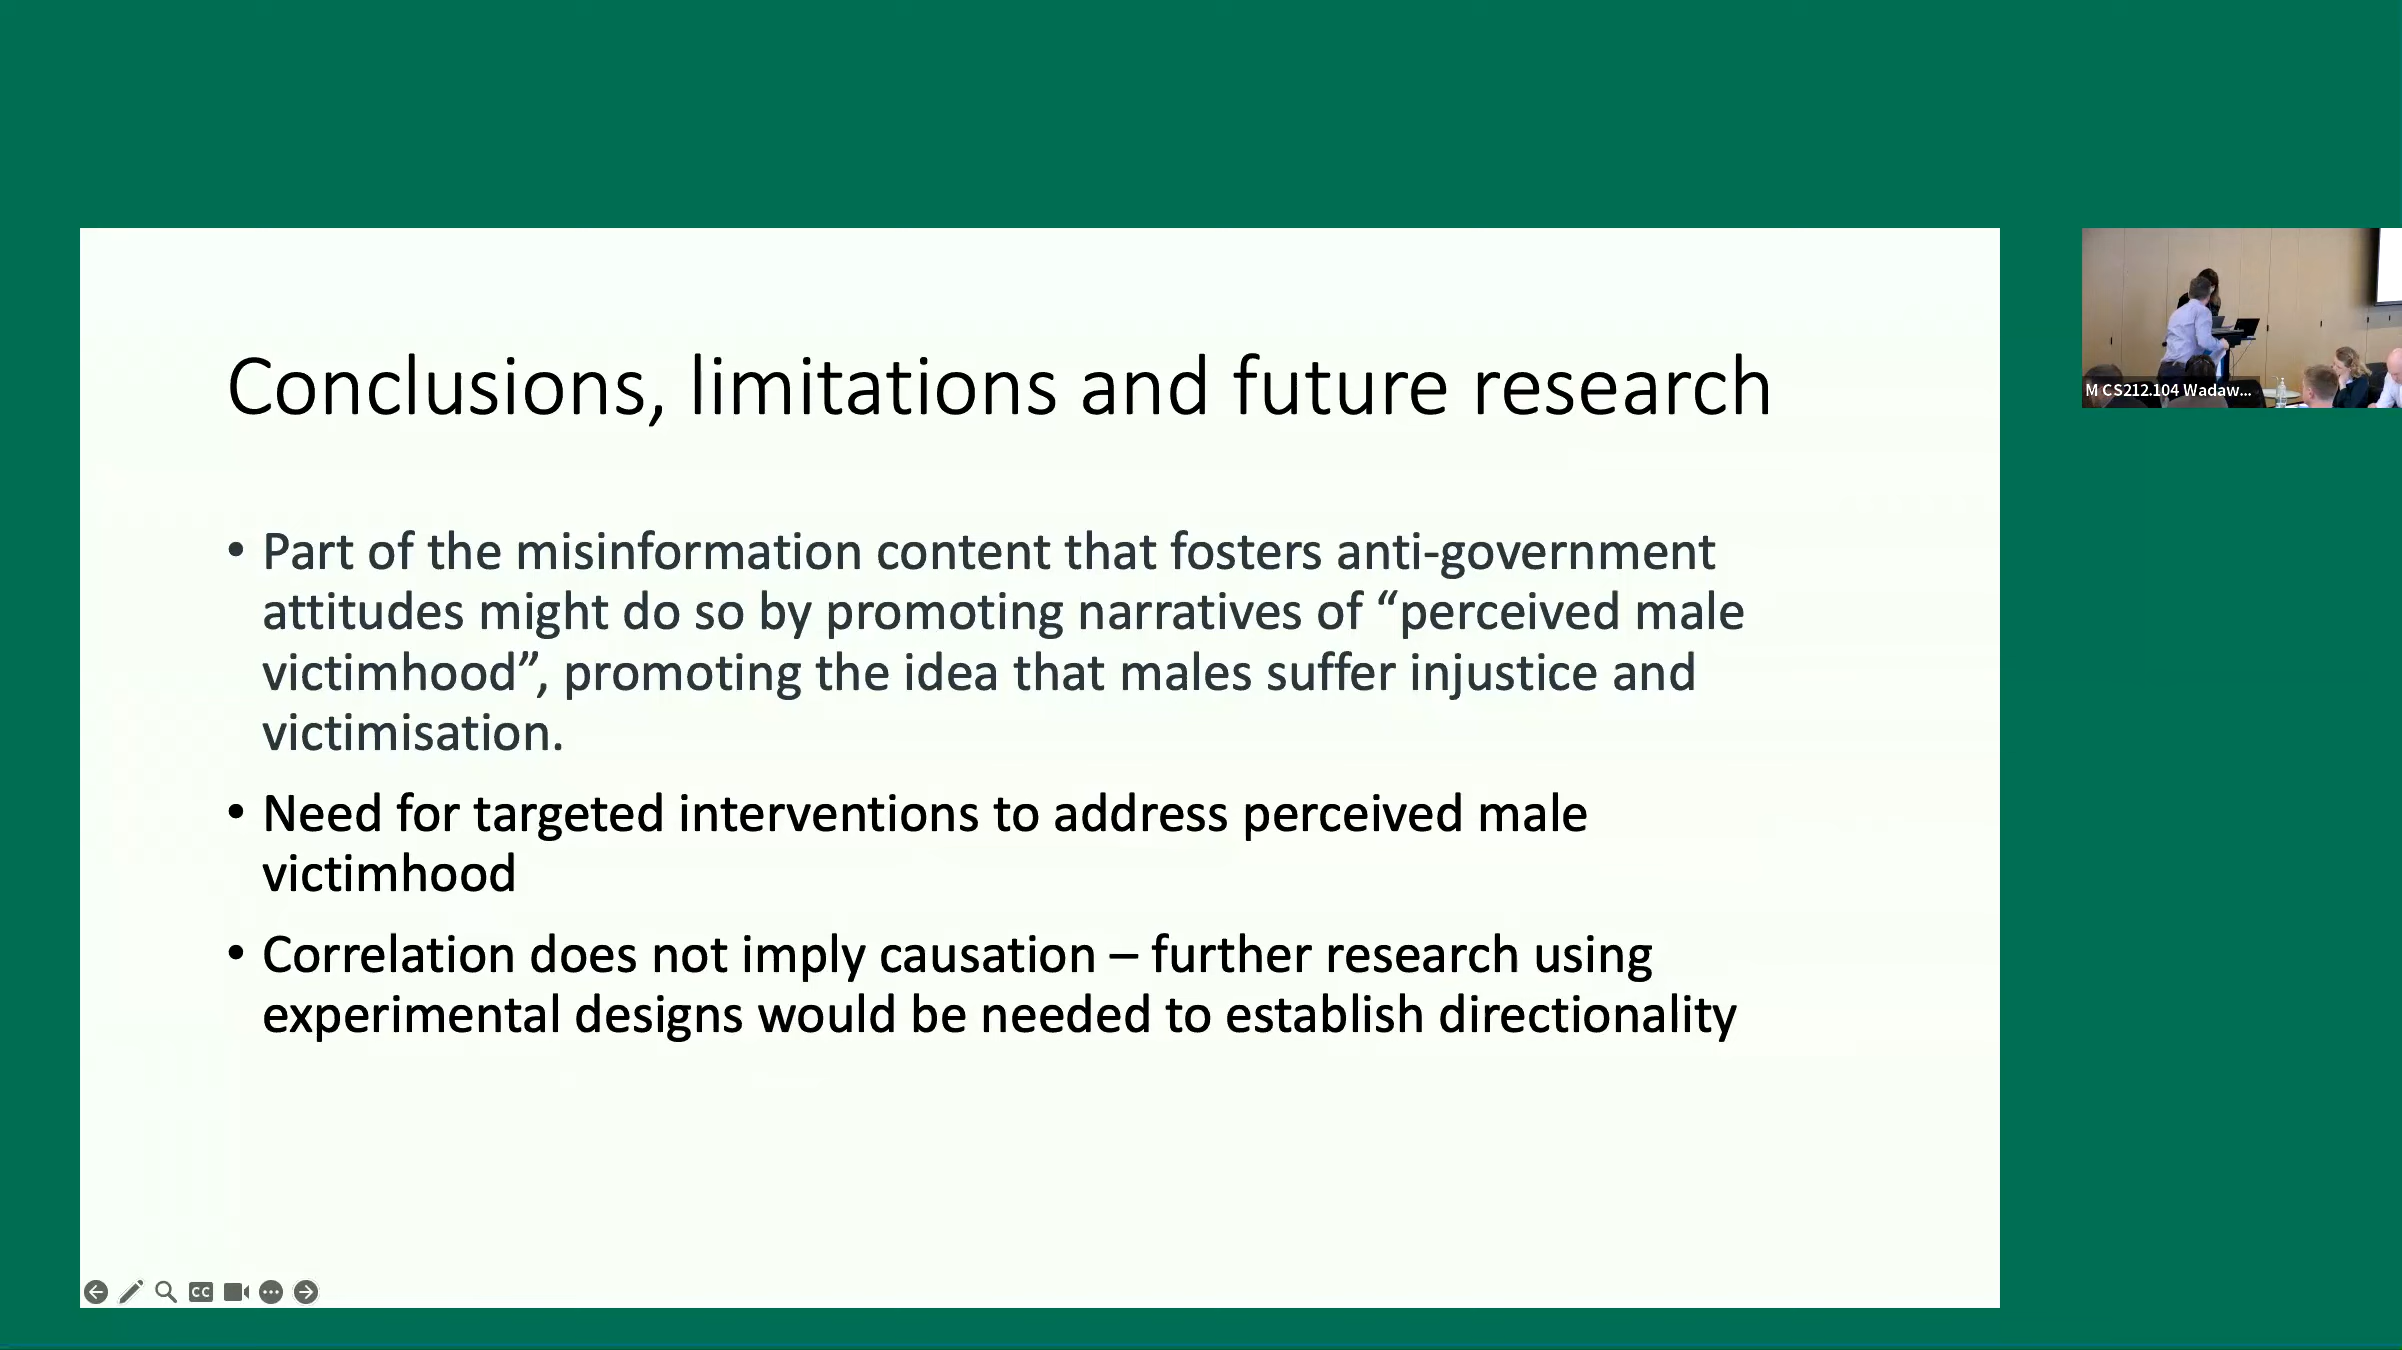 Conclusions, limitations and future research
• Part of the misinformation content that fosters anti-government
attitudes might do so by promoting narratives of “perceived male
victimhood”, promoting the idea that males suffer injustice and
victimisation.
• Need for targeted interventions to address perceived male
victimhood
• Correlation does not imply causation – further research using
experimental designs would be needed to establish directionality
M CS212.104 Wadaw...
CC